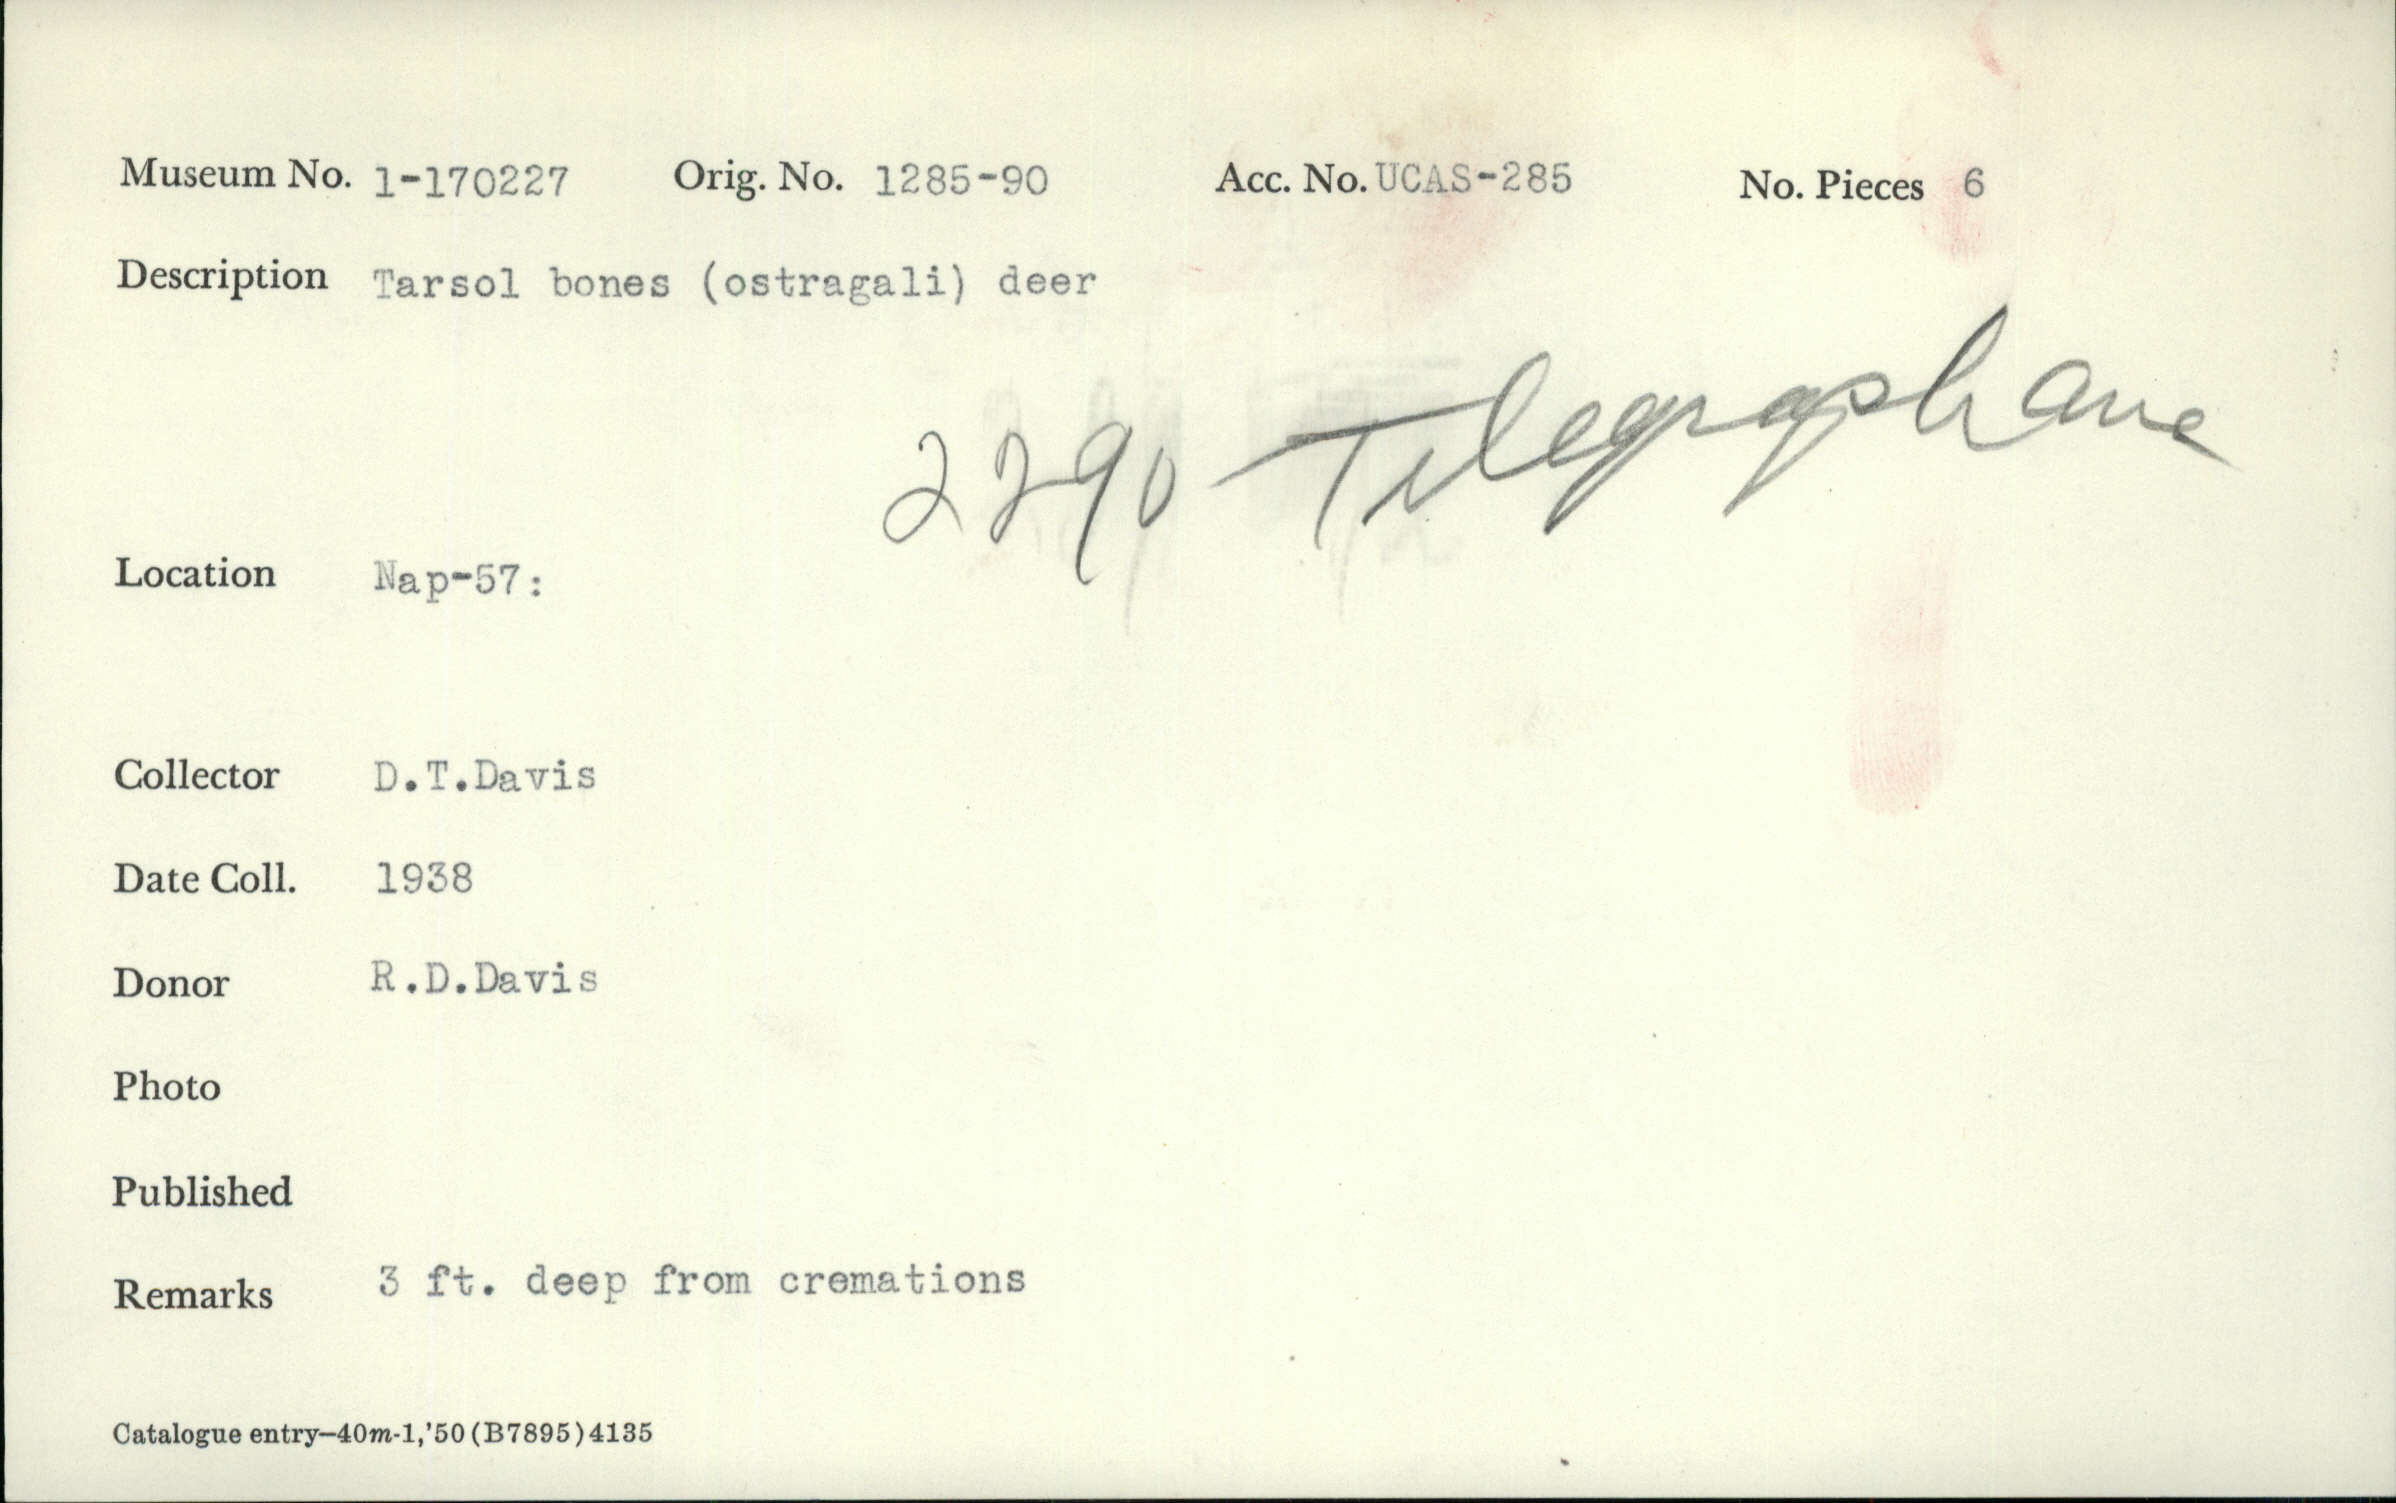 Museum No. 1-170227 Orig. No. 1285-90 Acc. No. UCAS-285 No. Pieces 6
Description Tarsol bones (ostragali) deer
2290 Telegraph Ave
Location Nap-57:
Collector D.T.Davis
Date Coll. 1938
Donor R.D.Davis
Photo
Published
Remarks 3 ft. deep from cremations
Catalogue entry—40m-1,'50(B7895)4135